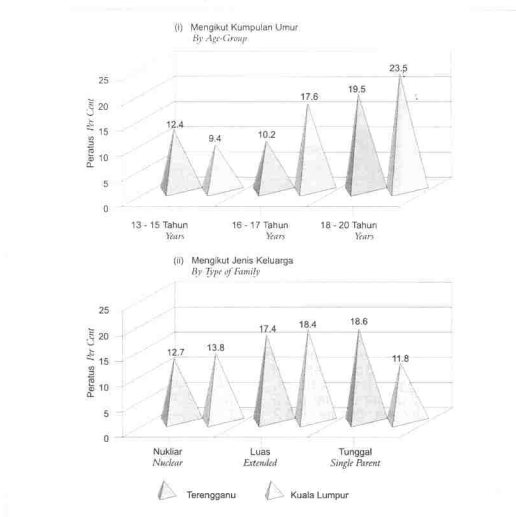 (i) Mengikut Kumpulan Umur
By Age-Group
Peratus Per Cent
25
20
15
10
5
0
12.4
9.4
10.2
17.6
19.5
23.5
13 - 15 Tahun
Years
16 - 17 Tahun
Years
18 - 20 Tahun
Years
(ii) Mengikut Jenis Keluarga
By Type of Family
Peratus Per Cent
25
20
15
10
5
0
12.7
13.8
17.4
18.4
18.6
11.8
Nukliar
Nuclear
Luas
Extended
Tunggal
Single Parent
Terengganu
Kuala Lumpur